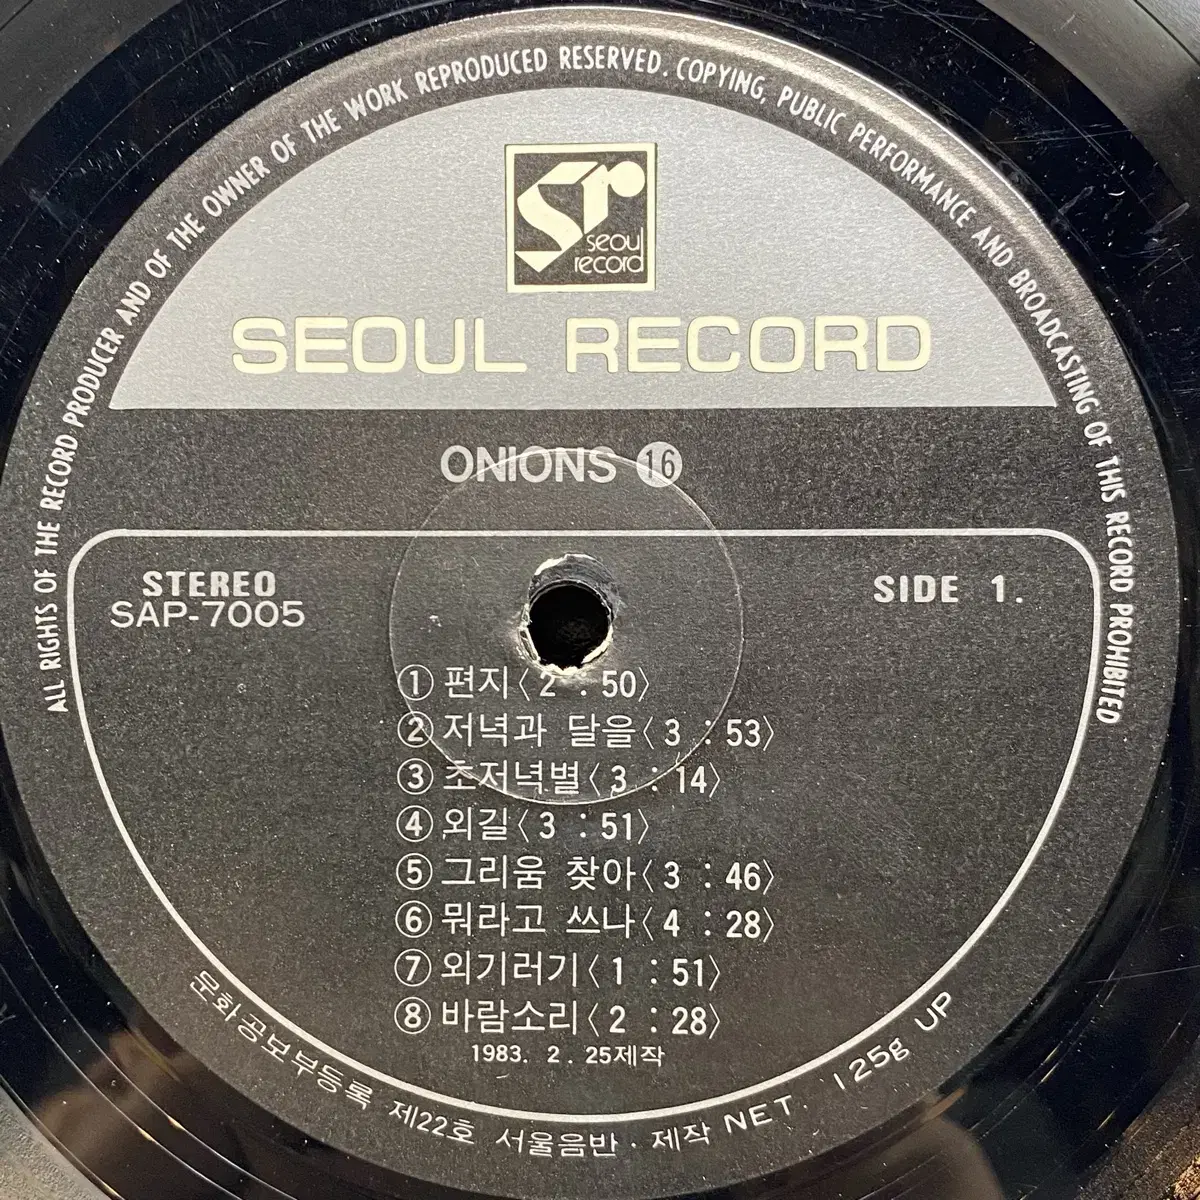 ALL RIGHTS OF THE RECORD PRODUCER AND OF THE OWNER OF THE WORK REPRODUCED RESERVED. COPYING, PUBLIC PERFORMANCE AND BROADCASTING OF THIS RECORD PROHIBITED
sr
seoul
record
SEOUL RECORD
ONIONS ⑯
STEREO
SAP-7005
SIDE 1.
① 편지〈2 : 50〉
② 저녁과 달을〈3 : 53〉
③ 초저녁별〈3 : 14〉
④ 외길〈3 : 51〉
⑤ 그리움 찾아〈3 : 46〉
⑥ 뭐라고 쓰나〈4 : 28〉
⑦ 외기러기〈1 : 51〉
⑧ 바람소리〈2 : 28〉
1983. 2. 25제작
문화공보부등록 제22호 서울음반·제작 NET. 125g UP